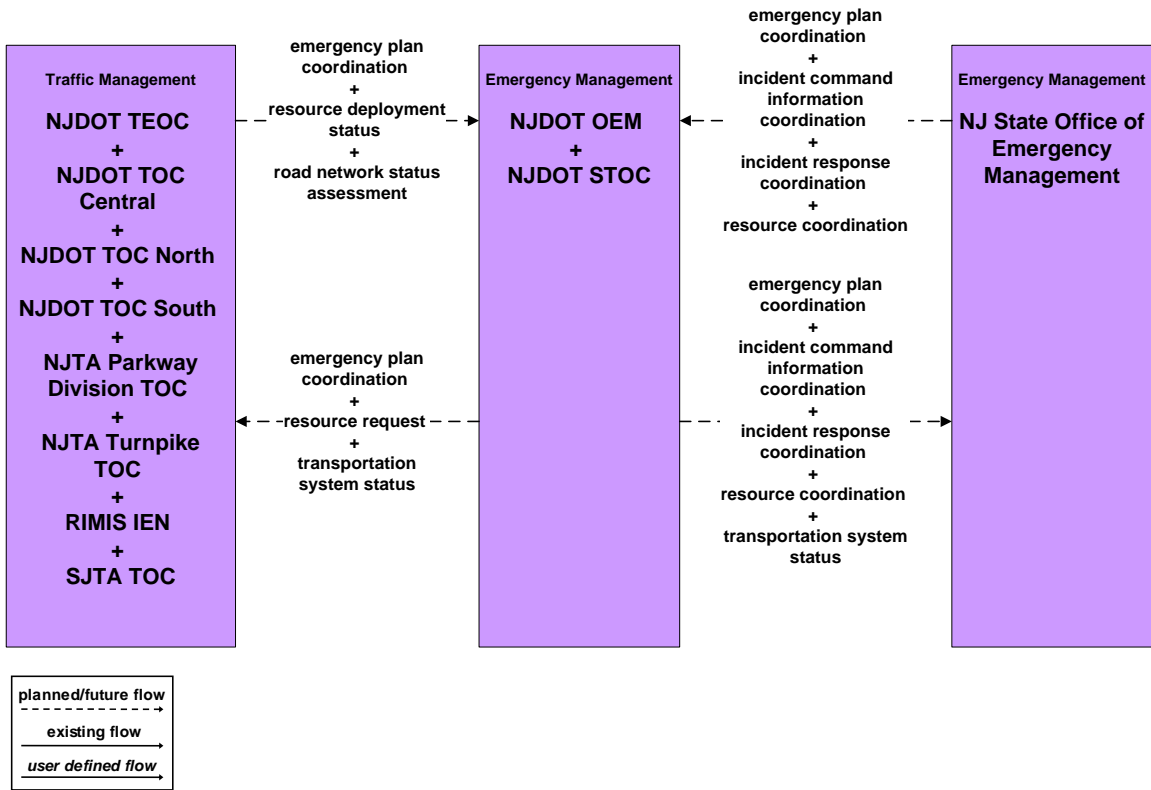 Traffic Management
NJDOT TEOC
+
NJDOT TOC
Central
+
NJDOT TOC North
+
NJDOT TOC South
+
NJTA Parkway
Division TOC
+
NJTA Turnpike
TOC
+
RIMIS IEN
+
SJTA TOC
emergency plan
coordination
+
resource deployment
status
+
road network status
assessment
emergency plan
coordination
+
resource request
+
transportation
system status
Emergency Management
NJDOT OEM
+
NJDOT STOC
emergency plan
coordination
+
incident command
information
coordination
+
incident response
coordination
+
resource coordination
emergency plan
coordination
+
incident command
information
coordination
+
incident response
coordination
+
resource coordination
+
transportation system
status
Emergency Management
NJ State Office of
Emergency
Management
planned/future flow
existing flow
user defined flow